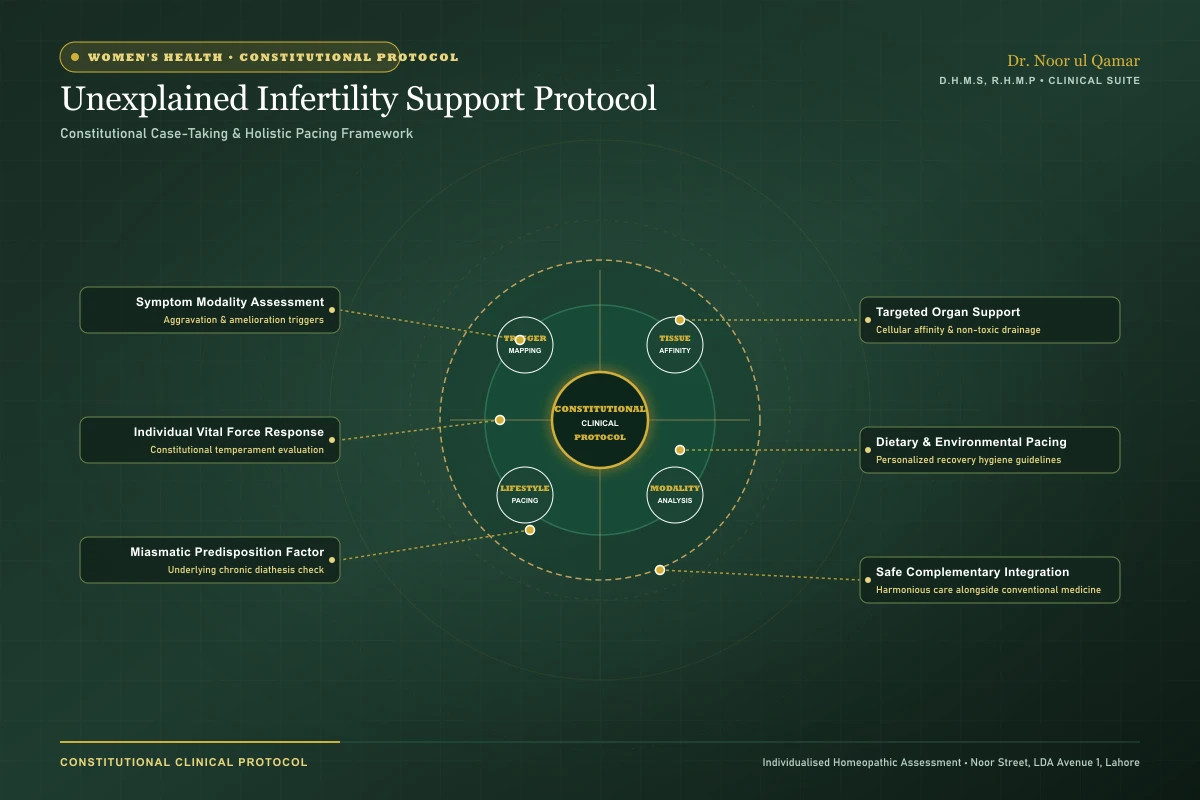 WOMEN'S HEALTH • CONSTITUTIONAL PROTOCOL
Unexplained Infertility Support Protocol
Constitutional Case-Taking & Holistic Pacing Framework
Dr. Noor ul Qamar
D.H.M.S, R.H.M.P • CLINICAL SUITE
Symptom Modality Assessment
Aggravation & amelioration triggers
Individual Vital Force Response
Constitutional temperament evaluation
Miasmatic Predisposition Factor
Underlying chronic diathesis check
MAPPING
TISSUE
AFFINITY
CONSTITUTIONAL
CLINICAL
PROTOCOL
LIFESTYLE
PACING
MODALITY
ANALYSIS
Targeted Organ Support
Cellular affinity & non-toxic drainage
Dietary & Environmental Pacing
Personalized recovery hygiene guidelines
Safe Complementary Integration
Harmonious care alongside conventional medicine
CONSTITUTIONAL CLINICAL PROTOCOL
Individualised Homeopathic Assessment • Noor Street, LDA Avenue 1, Lahore